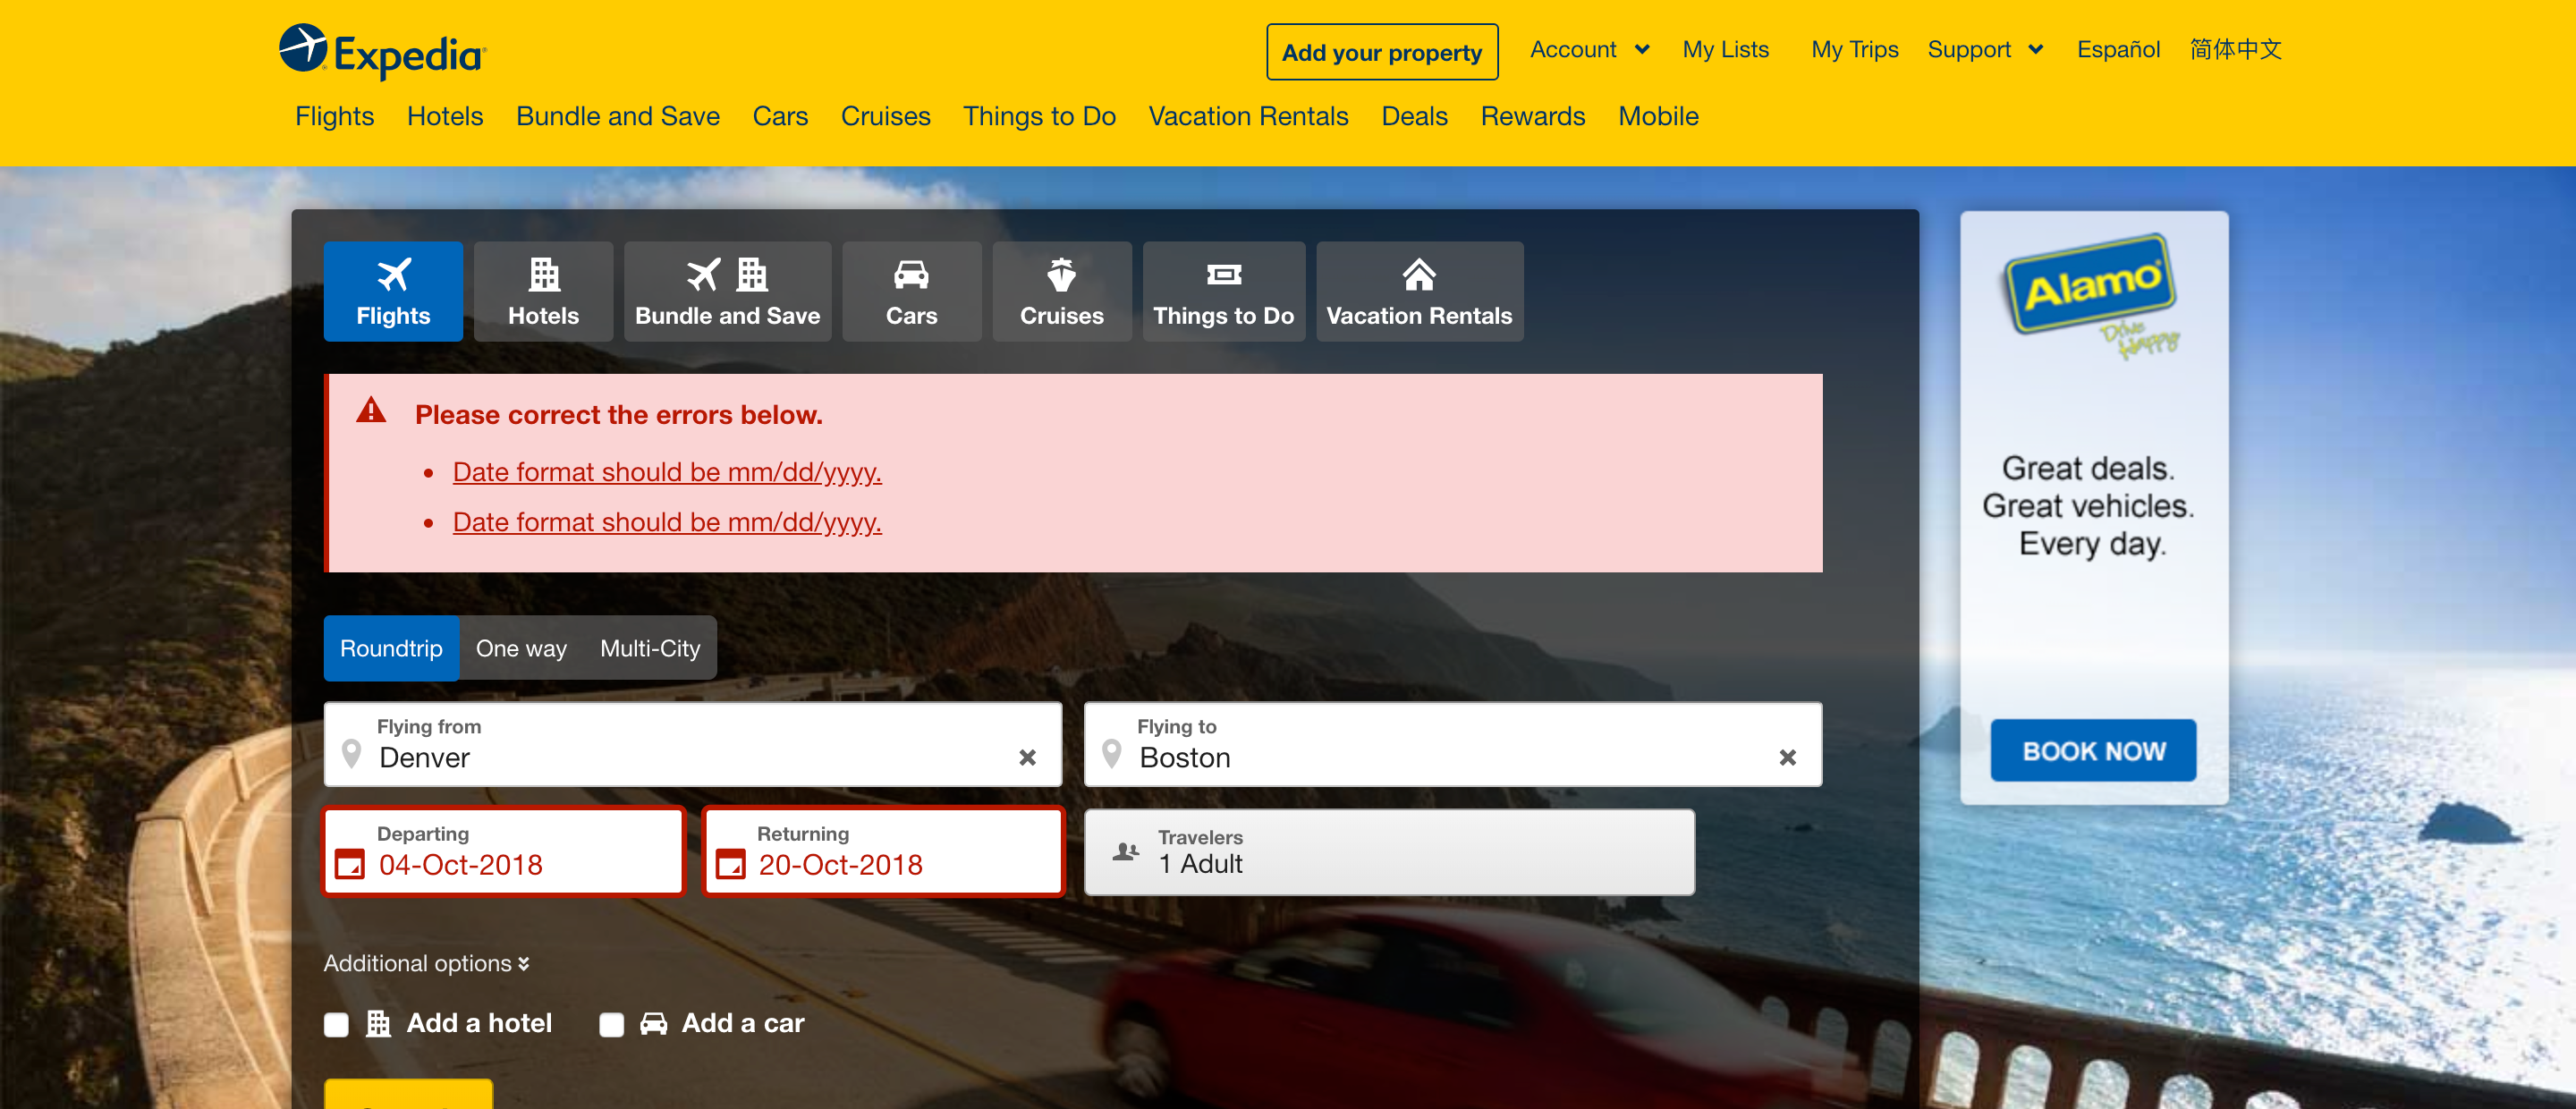 Expedia
Add your property
Account
My Lists
My Trips
Support
Español
简体中文
Flights
Hotels
Bundle and Save
Cars
Cruises
Things to Do
Vacation Rentals
Deals
Rewards
Mobile
Flights
Hotels
Bundle and Save
Cars
Cruises
Things to Do
Vacation Rentals
Please correct the errors below.
Date format should be mm/dd/yyyy.
Date format should be mm/dd/yyyy.
Roundtrip
One way
Multi-City
Flying from
Denver
Flying to
Boston
Departing
04-Oct-2018
Returning
20-Oct-2018
Travelers
1 Adult
Additional options
Add a hotel
Add a car
Alamo
Drive
Happy
Great deals.
Great vehicles.
Every day.
BOOK NOW